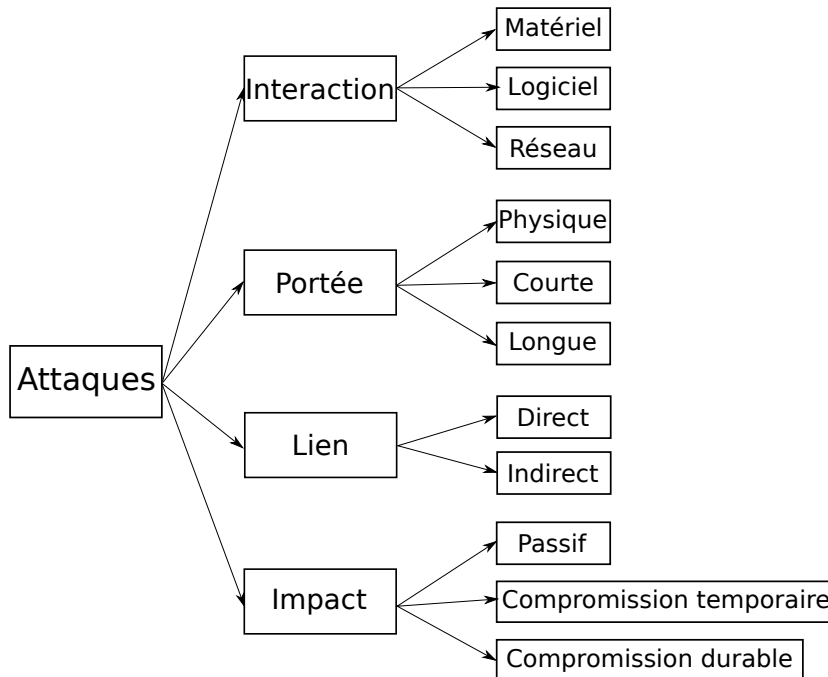 Attaques
Interaction
Matériel
Logiciel
Réseau
Portée
Physique
Courte
Longue
Lien
Direct
Indirect
Impact
Passif
Compromission temporaire
Compromission durable